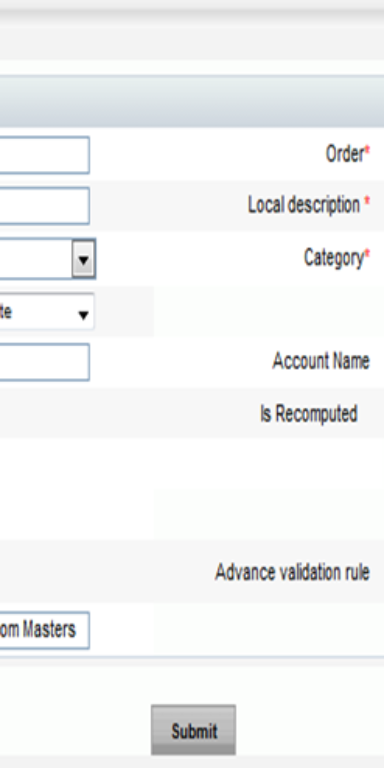 Order*
Local description *
Category*
te
Account Name
Is Recomputed
Advance validation rule
om Masters
Submit